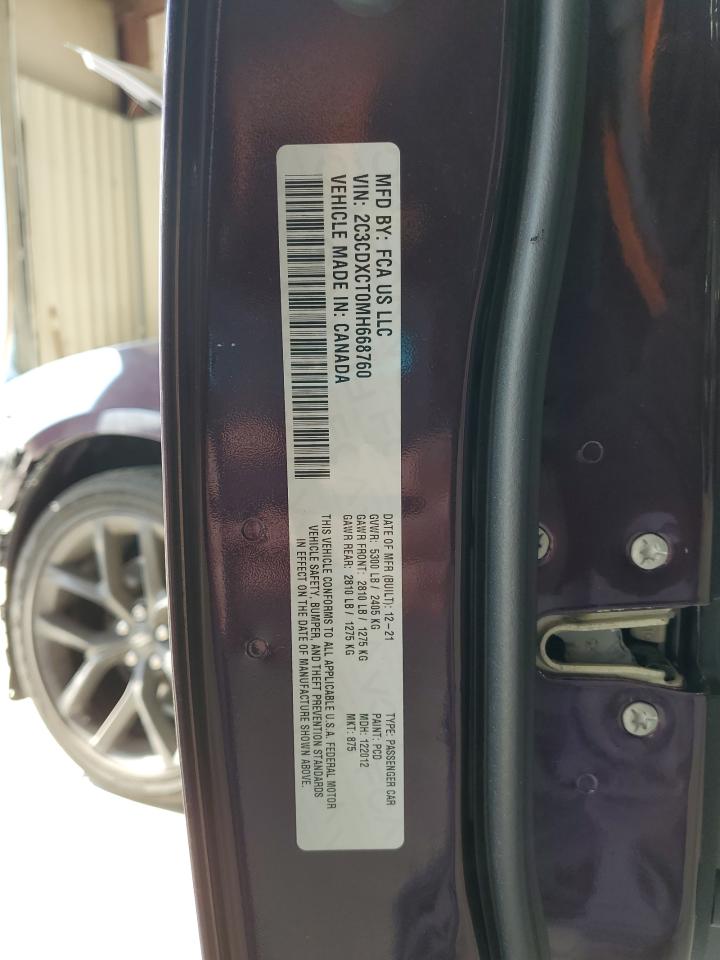 MFD BY: FCA US LLC
VIN: 2C3CDXCT0MH668760
VEHICLE MADE IN: CANADA
DATE OF MFR (BUILT): 12-21
GVWR: 5300 LB / 2405 KG
GAWR FRONT: 2810 LB / 1275 KG
GAWR REAR: 2810 LB / 1275 KG
TYPE: PASSENGER CAR
PAINT: PCD
MDH: 122012
MKT: 875
THIS VEHICLE CONFORMS TO ALL APPLICABLE U.S.A. FEDERAL MOTOR
VEHICLE SAFETY, BUMPER, AND THEFT PREVENTION STANDARDS
IN EFFECT ON THE DATE OF MANUFACTURE SHOWN ABOVE.